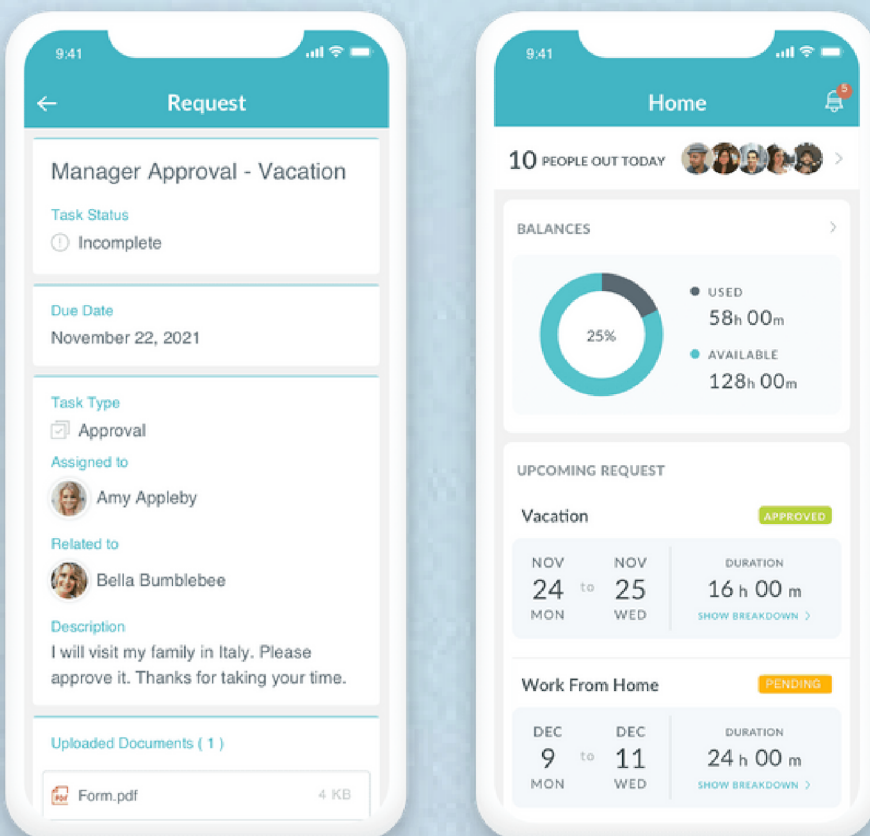 9:41
Request
Manager Approval - Vacation
Task Status
Incomplete
Due Date
November 22, 2021
Task Type
Approval
Assigned to
Amy Appleby
Related to
Bella Bumblebee
Description
I will visit my family in Italy. Please
approve it. Thanks for taking your time.
Uploaded Documents ( 1 )
PDF Form.pdf 4 KB
9:41
Home 5
10 PEOPLE OUT TODAY
BALANCES
25%
USED
58h 00m
AVAILABLE
128h 00m
UPCOMING REQUEST
Vacation APPROVED
NOV NOV DURATION
24 to 25 16 h 00 m
MON WED SHOW BREAKDOWN
Work From Home PENDING
DEC DEC DURATION
9 to 11 24 h 00 m
MON WED SHOW BREAKDOWN